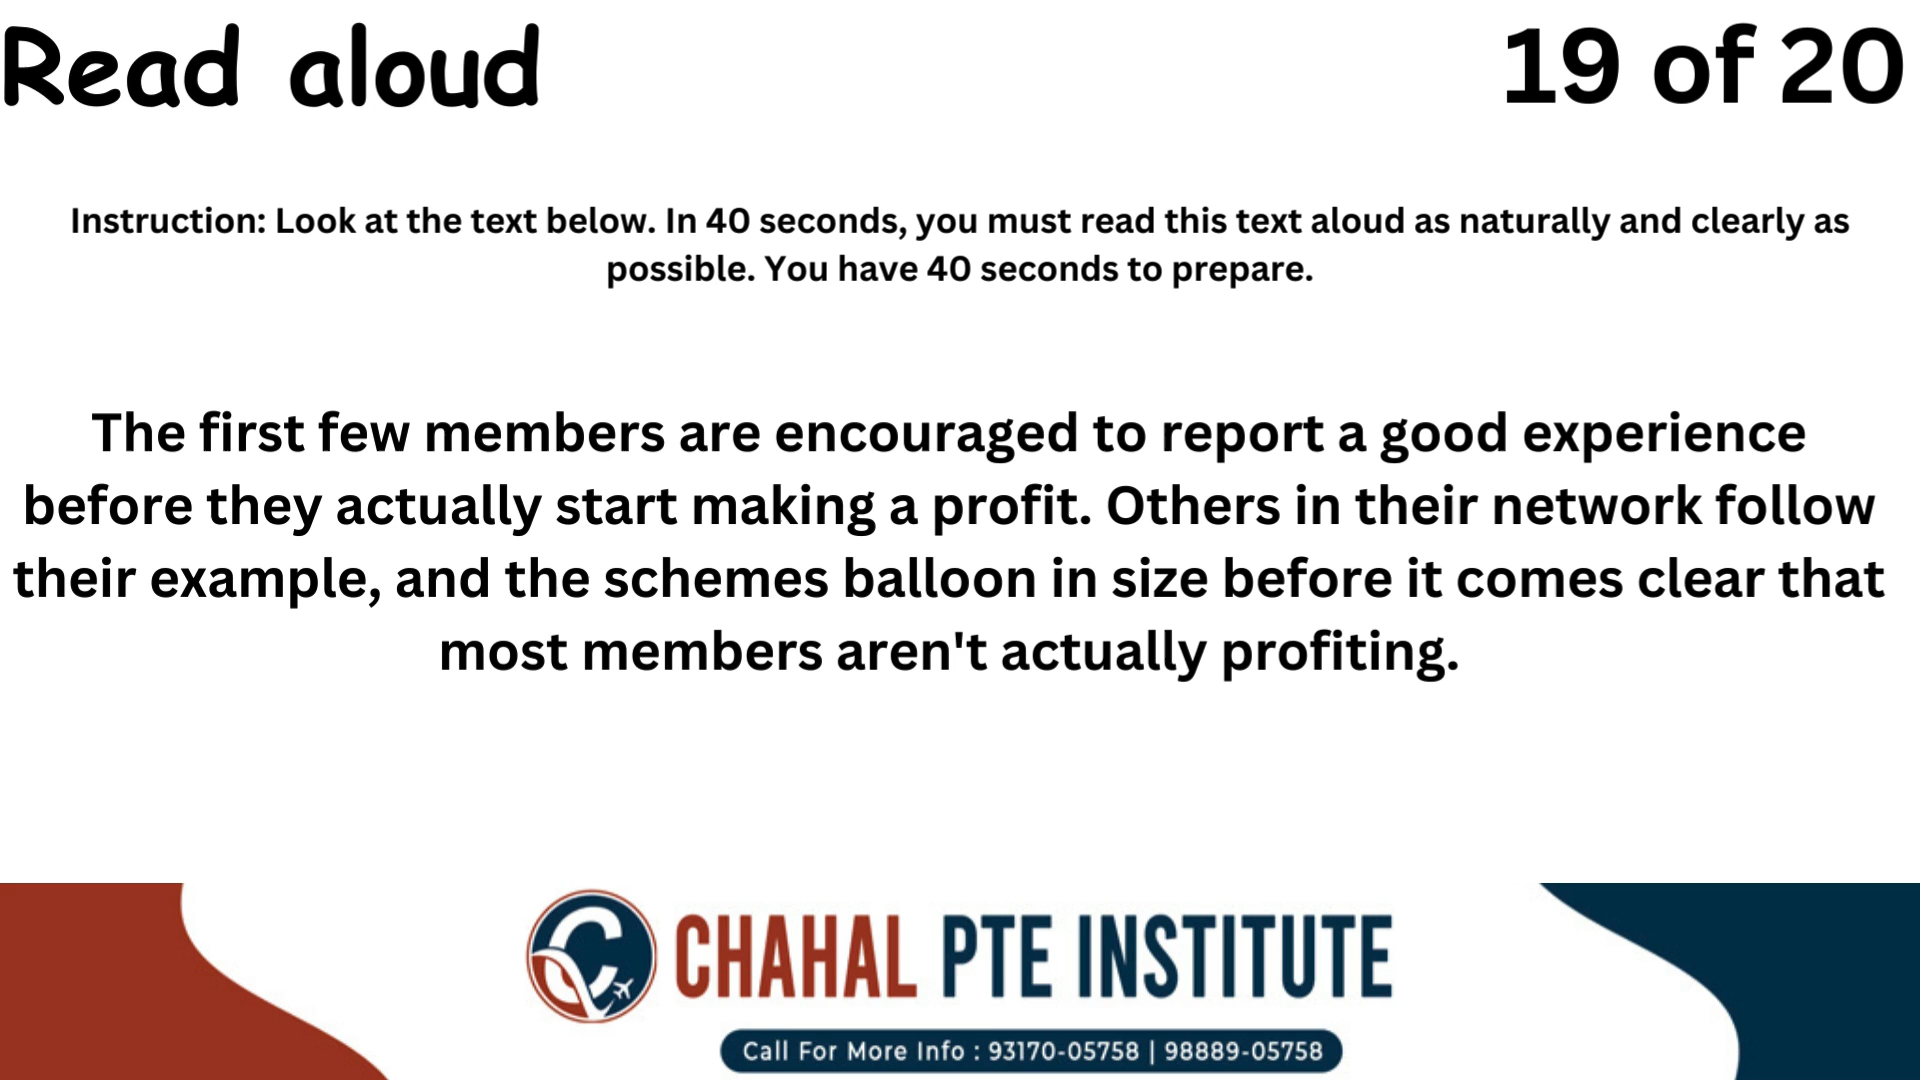 Read aloud
19 of 20
Instruction: Look at the text below. In 40 seconds, you must read this text aloud as naturally and clearly as
possible. You have 40 seconds to prepare.
The first few members are encouraged to report a good experience
before they actually start making a profit. Others in their network follow
their example, and the schemes balloon in size before it comes clear that
most members aren't actually profiting.
CHAHAL PTE INSTITUTE
Call For More Info : 93170-05758 | 98889-05758